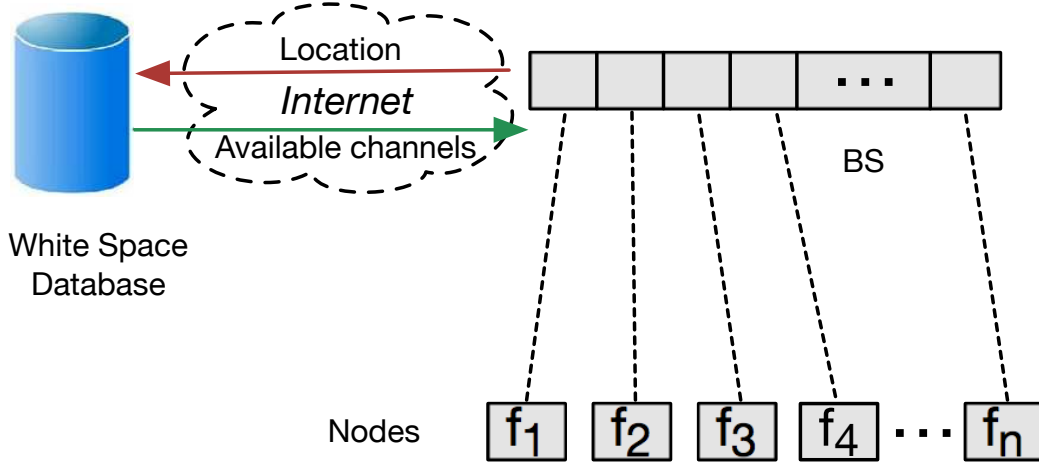 Location
Internet
Available channels
. . .
BS
White Space
Database
Nodes
f1 f2 f3 f4 . . . fn